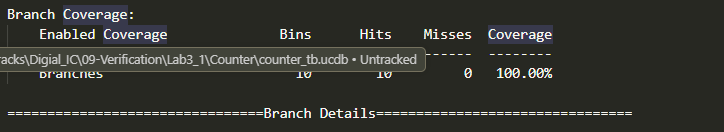 Branch Coverage:
Enabled Coverage Bins Hits Misses Coverage
------ --------
racks\Digial_IC\09-Verification\Lab3_1\Counter\counter_tb.ucdb • Untracked
Branches 10 10 0 100.00%
================================Branch Details================================